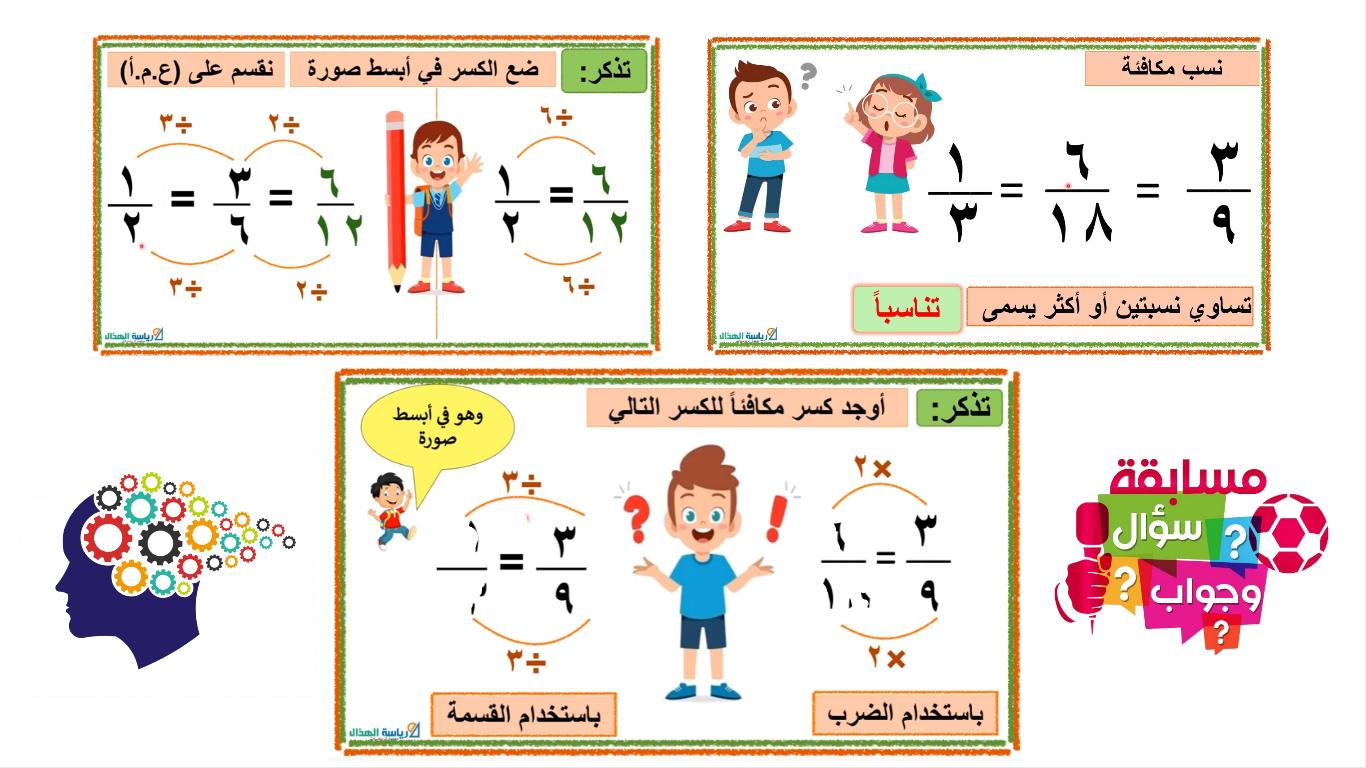 نسب مكافئة
٣/٩ = ٦/١٨ = ١/٣
تساوي نسبتين أو أكثر يسمى تناسباً
رياسة الهذال
تذكر: ضع الكسر في أبسط صورة نقسم على (ع.م.أ)
÷٦
٦/١٢ = ١/٢
÷٦
÷٢ ÷٣
٦/١٢ = ٣/٦ = ١/٢
÷٢ ÷٣
رياسة الهذال
تذكر: أوجد كسر مكافئاً للكسر التالي
وهو في أبسط
صورة
×٢
٣/٩ =
×٢
باستخدام الضرب
÷٣
٣/٩ =
÷٣
باستخدام القسمة
رياسة الهذال
مسابقة
سؤال
وجواب